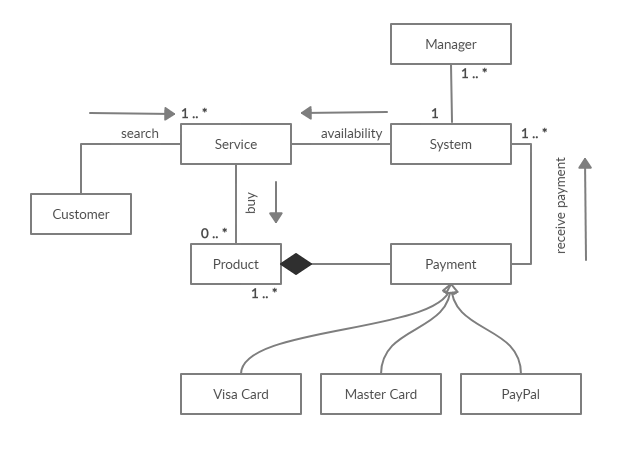 Manager
1 .. *
1 .. *
1
1 .. *
search
availability
Service
System
receive payment
buy
Customer
0 .. *
Product
Payment
1 .. *
Visa Card
Master Card
PayPal